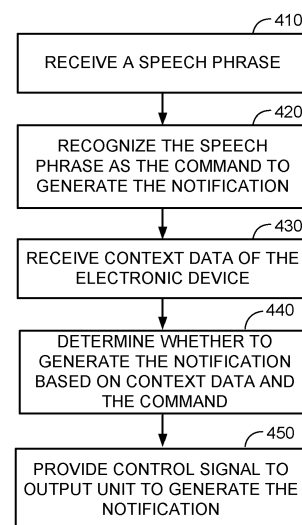 410
RECEIVE A SPEECH PHRASE
420
RECOGNIZE THE SPEECH
PHRASE AS THE COMMAND TO
GENERATE THE NOTIFICATION
430
RECEIVE CONTEXT DATA OF THE
ELECTRONIC DEVICE
440
DETERMINE WHETHER TO
GENERATE THE NOTIFICATION
BASED ON CONTEXT DATA AND
THE COMMAND
450
PROVIDE CONTROL SIGNAL TO
OUTPUT UNIT TO GENERATE THE
NOTIFICATION